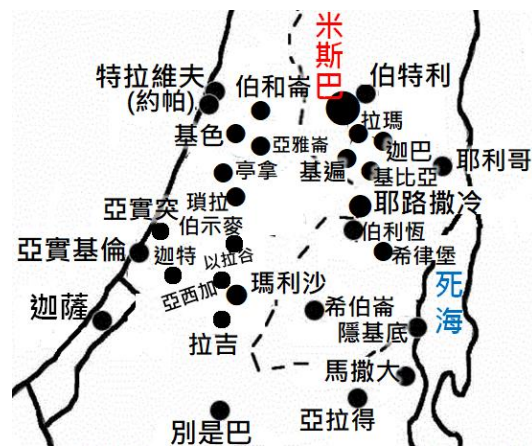 米斯巴
特拉維夫
(約帕)
伯和崙
伯特利
拉瑪
基色
亞雅崙
迦巴
基遍
耶利哥
亭拿
基比亞
瑣拉
耶路撒冷
亞實突
伯示麥
伯利恆
亞實基倫
迦特
以拉谷
希律堡
亞西加
瑪利沙
死海
迦薩
希伯崙
隱基底
拉吉
馬撒大
亞拉得
別是巴